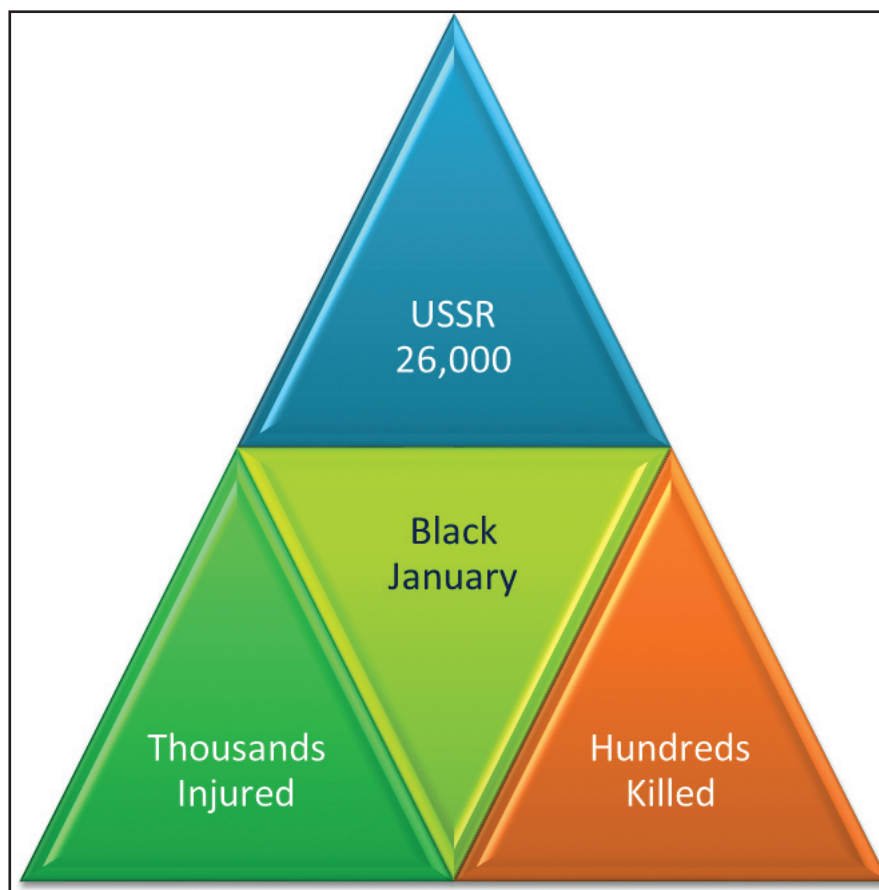 USSR
26,000
Black
January
Thousands
Injured
Hundreds
Killed